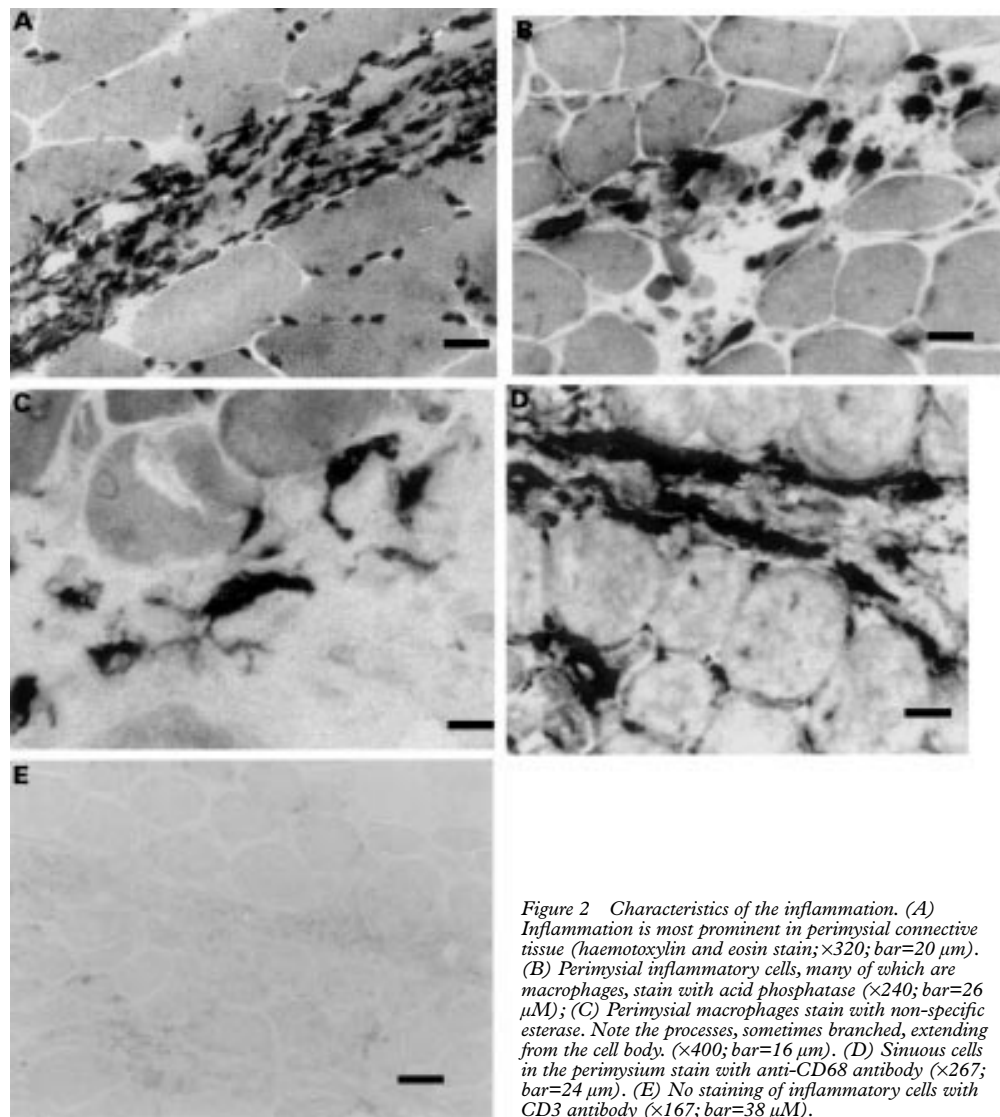 A
B
C
D
E
Figure 2 Characteristics of the inflammation. (A)
Inflammation is most prominent in perimysial connective
tissue (haemotoxylin and eosin stain; ×320; bar=20 μm).
(B) Perimysial inflammatory cells, many of which are
macrophages, stain with acid phosphatase (×240; bar=26
μM); (C) Perimysial macrophages stain with non-specific
esterase. Note the processes, sometimes branched, extending
from the cell body. (×400; bar=16 μm). (D) Sinuous cells
in the perimysium stain with anti-CD68 antibody (×267;
bar=24 μm). (E) No staining of inflammatory cells with
CD3 antibody (×167; bar=38 μM).